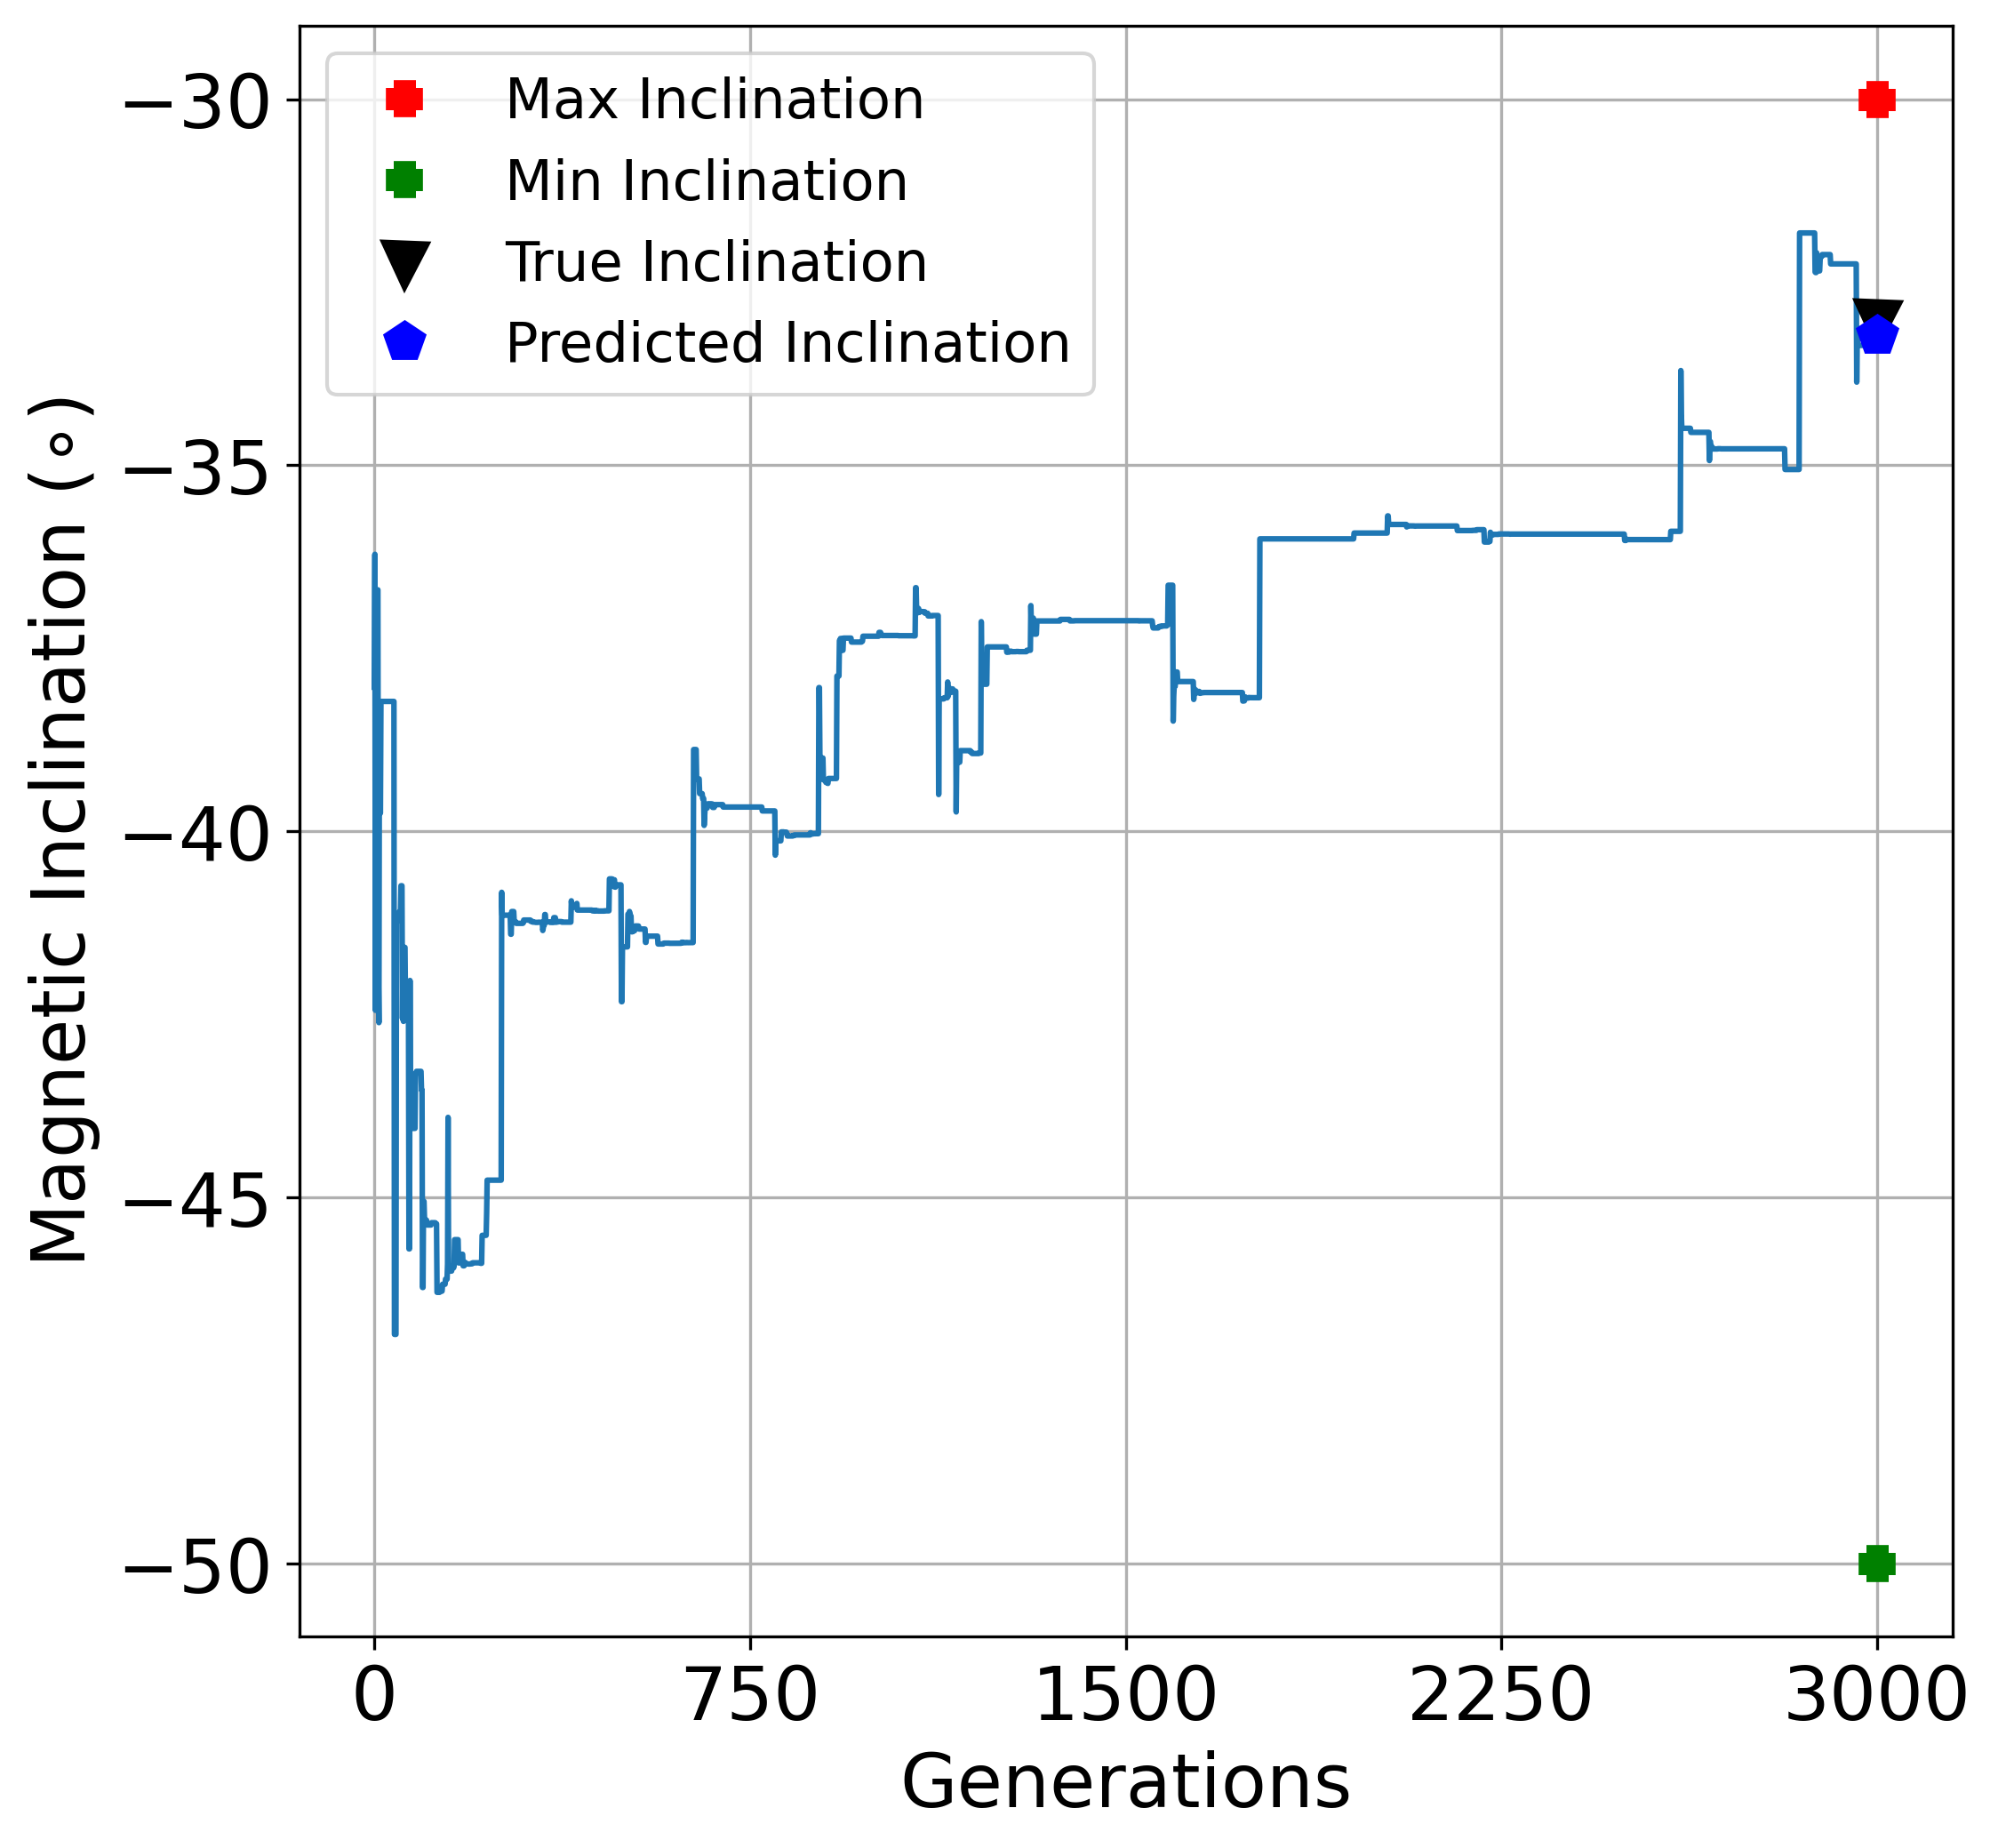 Max Inclination
Min Inclination
True Inclination
Predicted Inclination
−30
−35
−40
−45
−50
Magnetic Inclination (∘)
0 750 1500 2250 3000
Generations